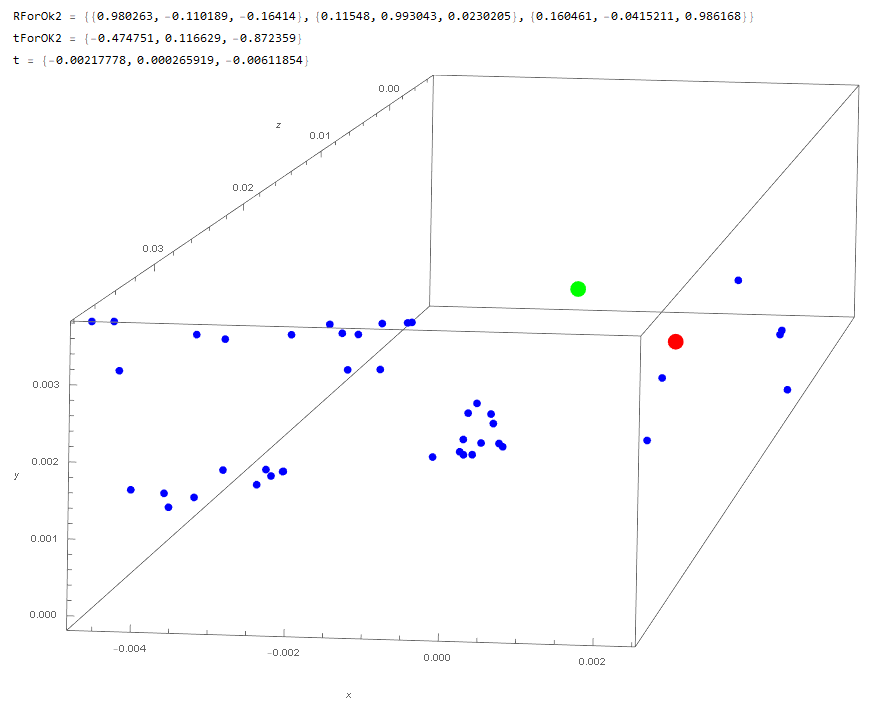 RForOk2 = {{0.980263, -0.110189, -0.16414}, {0.11548, 0.993043, 0.0230205}, {0.160461, -0.0415211, 0.986168}}
tForOK2 = {-0.474751, 0.116629, -0.872359}
t = {-0.00217778, 0.000265919, -0.00611854}
0.00
z
0.01
0.02
0.03
0.003
0.002
y
0.001
0.000
-0.004
-0.002
0.000
0.002
x